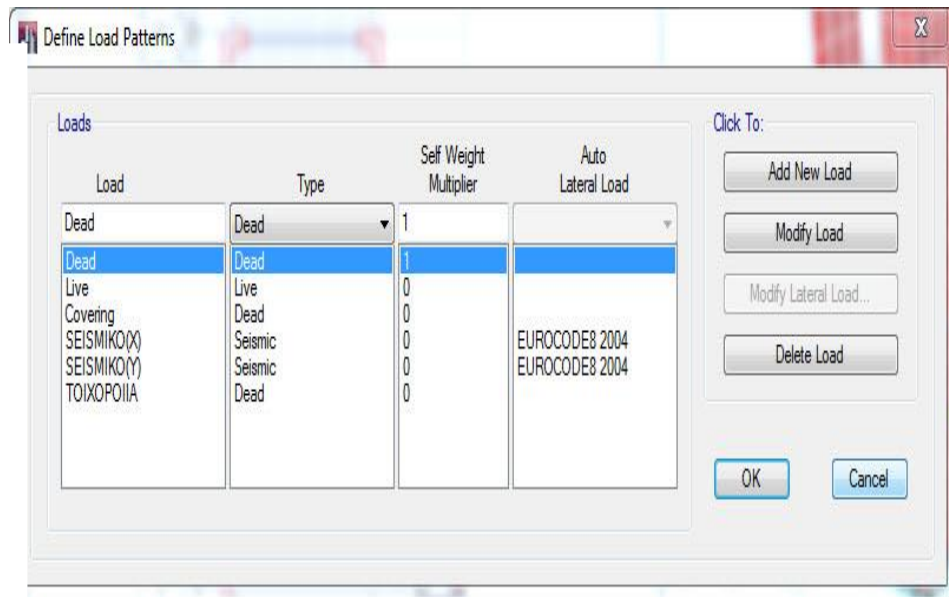 Define Load Patterns
X
Loads
Click To:
Load Type Self Weight Multiplier Auto Lateral Load
Dead Dead 1
Dead Dead 1
Live Live 0
Covering Dead 0
SEISMIKO(X) Seismic 0 EUROCODE8 2004
SEISMIKO(Y) Seismic 0 EUROCODE8 2004
TOIXOPOIIA Dead 0
Add New Load
Modify Load
Modify Lateral Load...
Delete Load
OK
Cancel